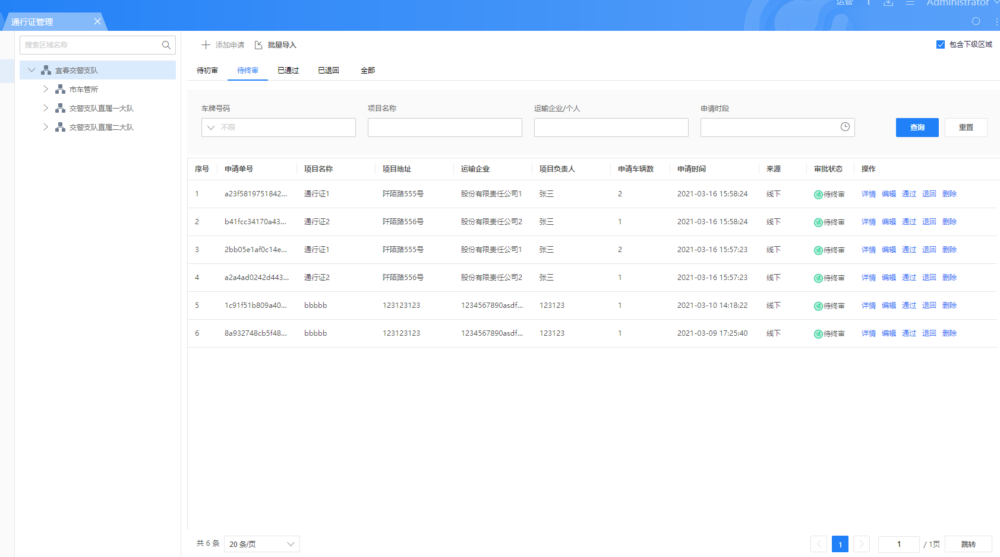 运管 Administrator
通行证管理
搜索区域名称
宜春交警支队
市车管所
交警支队直属一大队
交警支队直属二大队
添加申请 批量导入 包含下级区域
待初审 待终审 已通过 已退回 全部
车牌号码 项目名称 运输企业/个人 申请时段
不限 查询 重置
序号 申请单号 项目名称 项目地址 运输企业 项目负责人 申请车辆数 申请时间 来源 审批状态 操作
1 a23f5819751842... 通行证1 阡陌路555号 股份有限责任公司1 张三 2 2021-03-16 15:58:24 线下 待终审 详情 编辑 通过 退回 删除
2 b41fcc34170a43... 通行证2 阡陌路556号 股份有限责任公司2 张三 1 2021-03-16 15:58:24 线下 待终审 详情 编辑 通过 退回 删除
3 2bb05e1af0c14e... 通行证1 阡陌路555号 股份有限责任公司1 张三 2 2021-03-16 15:57:23 线下 待终审 详情 编辑 通过 退回 删除
4 a2a4ad0242d443... 通行证2 阡陌路556号 股份有限责任公司2 张三 1 2021-03-16 15:57:23 线下 待终审 详情 编辑 通过 退回 删除
5 1c91f51b809a40... bbbbb 123123123 1234567890asdf... 123123 1 2021-03-10 14:18:22 线下 待终审 详情 编辑 通过 退回 删除
6 8a932748cb5f48... bbbbb 123123123 1234567890asdf... 123123 1 2021-03-09 17:25:40 线下 待终审 详情 编辑 通过 退回 删除
共 6 条 20 条/页 1 1 / 1页 跳转